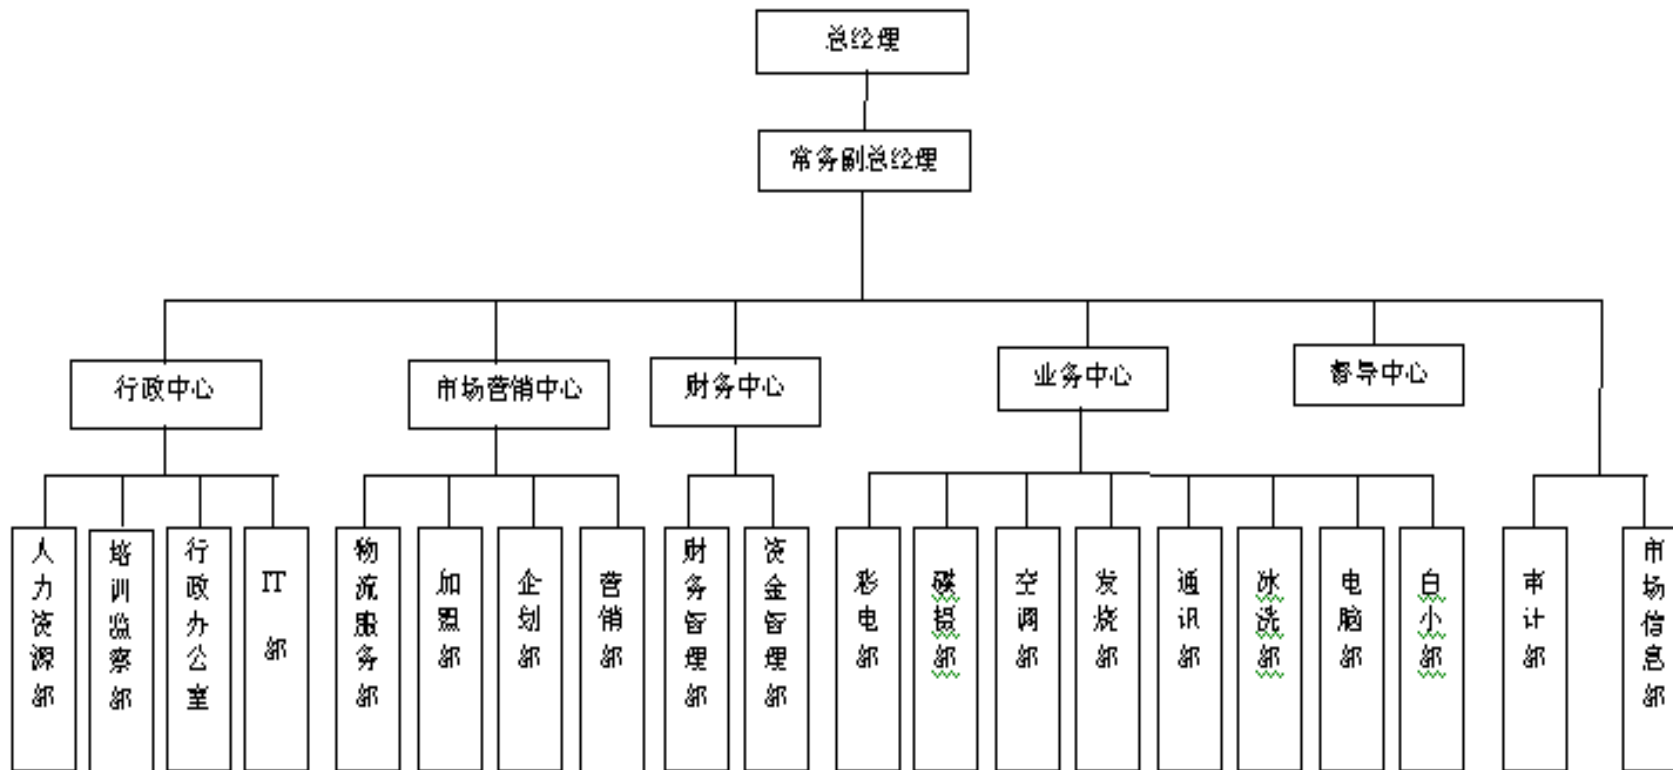 总经理
常务副总经理
行政中心
市场营销中心
财务中心
业务中心
督导中心
人力资源部
培训监察部
行政办公室
IT部
物流服务部
加盟部
企划部
营销部
财务管理部
资金管理部
彩电部
碟摄部
空调部
发烧部
通讯部
冰洗部
电脑部
白小部
审计部
市场信息部